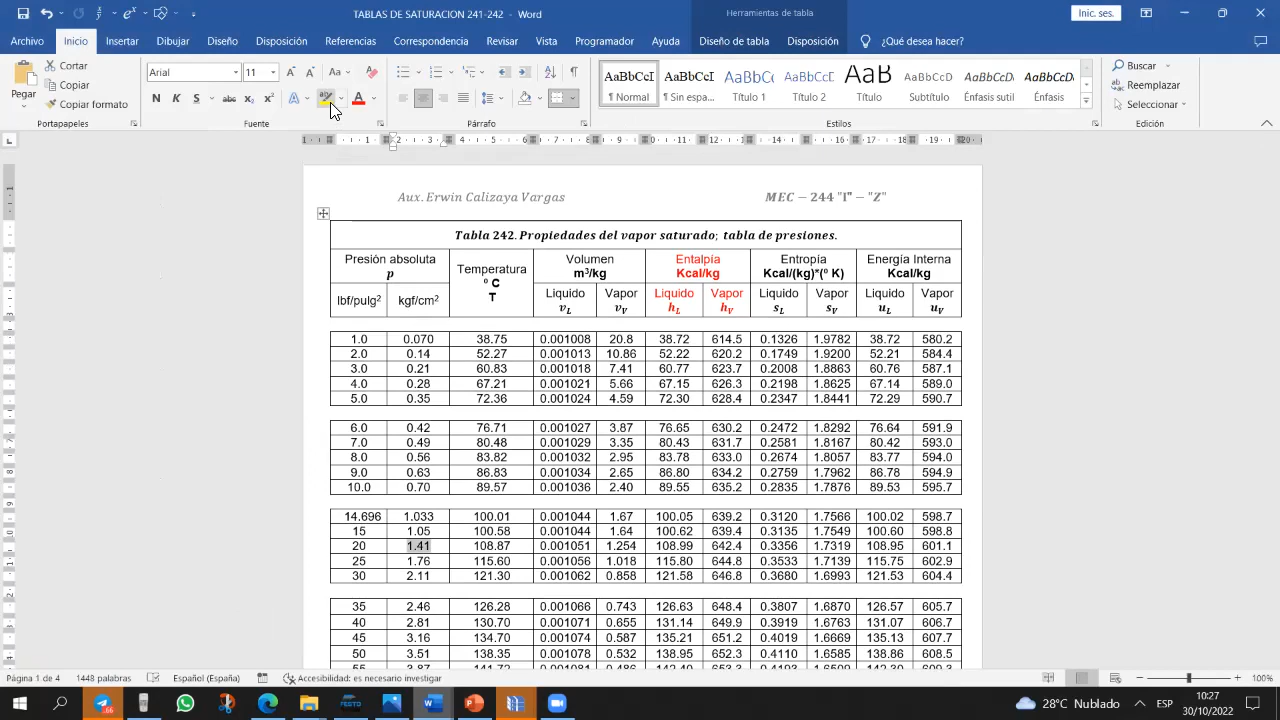 TABLAS DE SATURACION 241-242 - Word
Herramientas de tabla
Inic. ses.
Archivo Inicio Insertar Dibujar Diseño Disposición Referencias Correspondencia Revisar Vista Programador Ayuda Diseño de tabla Disposición ¿Qué desea hacer?
Pegar
Cortar
Copiar
Copiar formato
Portapapeles
Arial 11
N K S abc x₂ x² A A
Fuente
Párrafo
AaBbCcI AaBbCcI AaBbCc AaBbCcI AaB AaBbCcD AaBbCcI AaBbCcI
¶ Normal ¶ Sin espa... Título 1 Título 2 Título Subtítulo Énfasis sutil Énfasis
Estilos
Buscar
Reemplazar
Seleccionar
Edición
Aux. Erwin Calizaya Vargas MEC − 244 "I" − "Z"
Tabla 242. Propiedades del vapor saturado; tabla de presiones.
Presión absoluta p Temperatura º C T Volumen m³/kg Entalpía Kcal/kg Entropía Kcal/(kg)*(º K) Energía Interna Kcal/kg
lbf/pulg² kgf/cm² Liquido vL Vapor vV Liquido hL Vapor hV Liquido sL Vapor sV Liquido uL Vapor uV
1.0 0.070 38.75 0.001008 20.8 38.72 614.5 0.1326 1.9782 38.72 580.2
2.0 0.14 52.27 0.001013 10.86 52.22 620.2 0.1749 1.9200 52.21 584.4
3.0 0.21 60.83 0.001018 7.41 60.77 623.7 0.2008 1.8863 60.76 587.1
4.0 0.28 67.21 0.001021 5.66 67.15 626.3 0.2198 1.8625 67.14 589.0
5.0 0.35 72.36 0.001024 4.59 72.30 628.4 0.2347 1.8441 72.29 590.7
6.0 0.42 76.71 0.001027 3.87 76.65 630.2 0.2472 1.8292 76.64 591.9
7.0 0.49 80.48 0.001029 3.35 80.43 631.7 0.2581 1.8167 80.42 593.0
8.0 0.56 83.82 0.001032 2.95 83.78 633.0 0.2674 1.8057 83.77 594.0
9.0 0.63 86.83 0.001034 2.65 86.80 634.2 0.2759 1.7962 86.78 594.9
10.0 0.70 89.57 0.001036 2.40 89.55 635.2 0.2835 1.7876 89.53 595.7
14.696 1.033 100.01 0.001044 1.67 100.05 639.2 0.3120 1.7566 100.02 598.7
15 1.05 100.58 0.001044 1.64 100.62 639.4 0.3135 1.7549 100.60 598.8
20 1.41 108.87 0.001051 1.254 108.99 642.4 0.3356 1.7319 108.95 601.1
25 1.76 115.60 0.001056 1.018 115.80 644.8 0.3533 1.7139 115.75 602.9
30 2.11 121.30 0.001062 0.858 121.58 646.8 0.3680 1.6993 121.53 604.4
35 2.46 126.28 0.001066 0.743 126.63 648.4 0.3807 1.6870 126.57 605.7
40 2.81 130.70 0.001071 0.655 131.14 649.9 0.3919 1.6763 131.07 606.7
45 3.16 134.70 0.001074 0.587 135.21 651.2 0.4019 1.6669 135.13 607.7
50 3.51 138.35 0.001078 0.532 138.95 652.3 0.4110 1.6585 138.86 608.5
Página 1 de 4 1448 palabras Español (España) Accesibilidad: es necesario investigar 100%
28°C Nublado ESP 10:27
30/10/2022